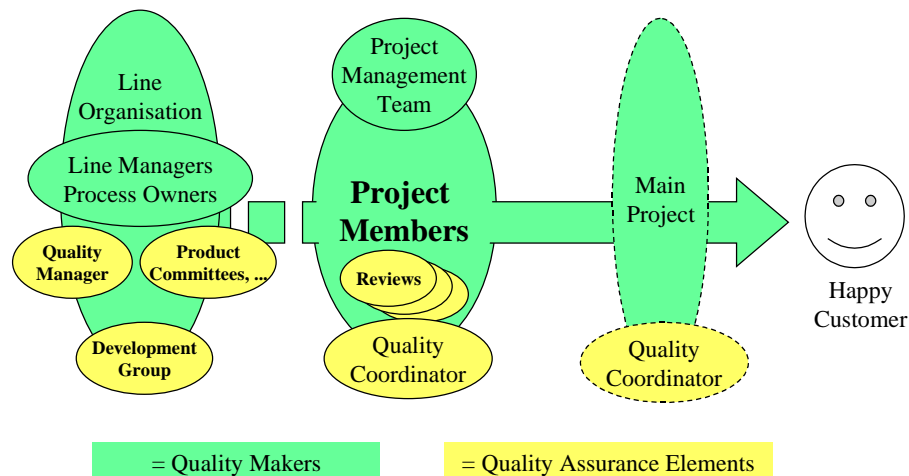 Line
Organisation
Line Managers
Process Owners
Quality
Manager
Product
Committees, ...
Development
Group
Project
Management
Team
Project
Members
Reviews
Quality
Coordinator
Main
Project
Quality
Coordinator
Happy
Customer
= Quality Makers
= Quality Assurance Elements